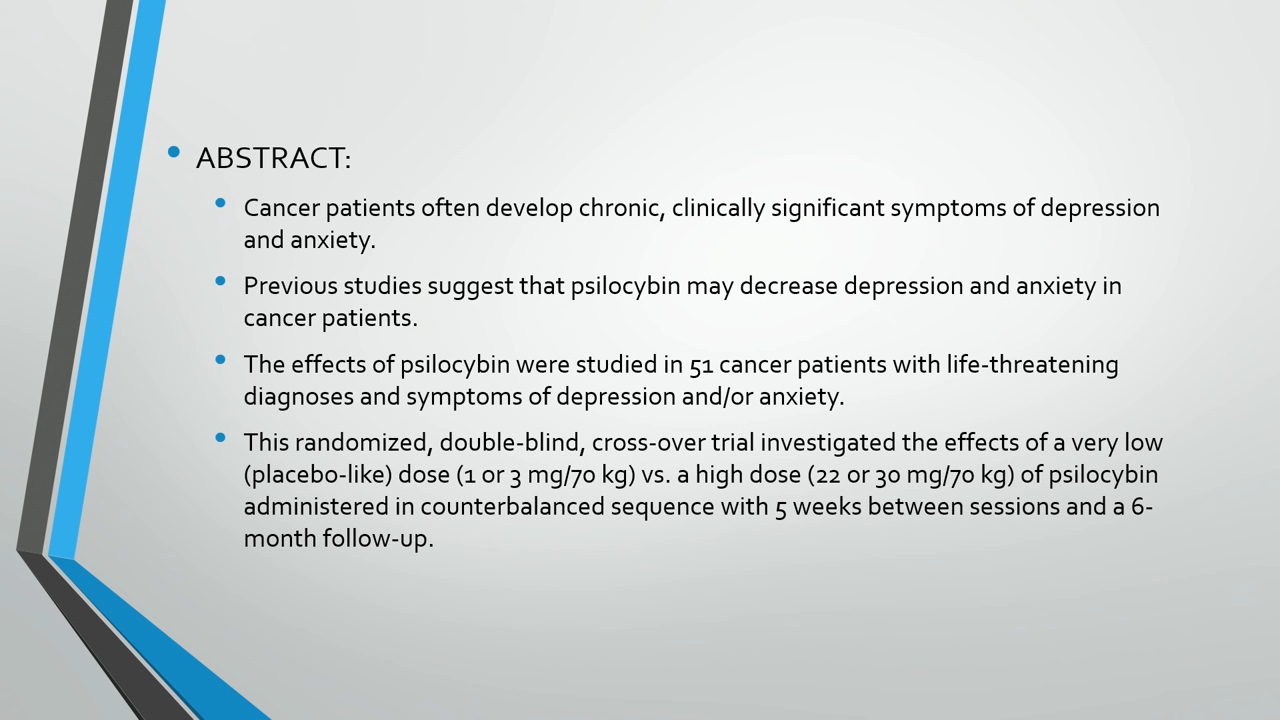 ABSTRACT:
Cancer patients often develop chronic, clinically significant symptoms of depression
and anxiety.
Previous studies suggest that psilocybin may decrease depression and anxiety in
cancer patients.
The effects of psilocybin were studied in 51 cancer patients with life-threatening
diagnoses and symptoms of depression and/or anxiety.
This randomized, double-blind, cross-over trial investigated the effects of a very low
(placebo-like) dose (1 or 3 mg/70 kg) vs. a high dose (22 or 30 mg/70 kg) of psilocybin
administered in counterbalanced sequence with 5 weeks between sessions and a 6-
month follow-up.